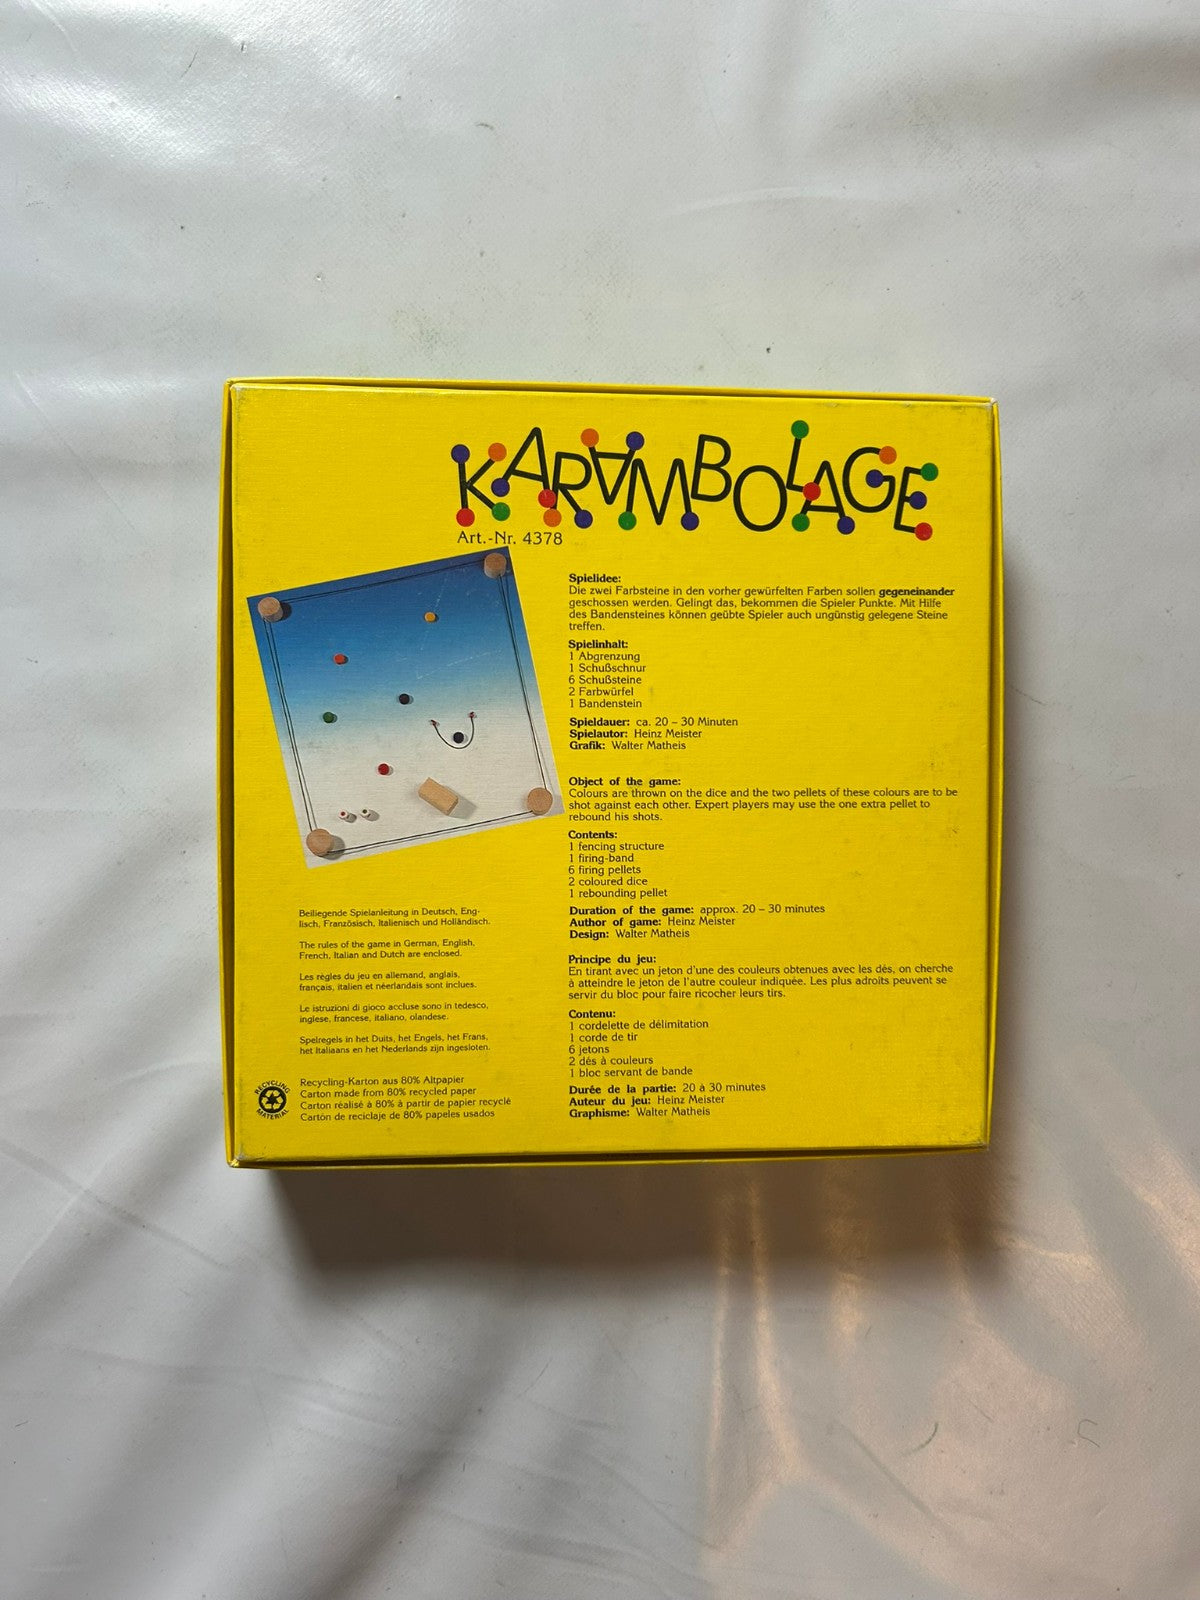 KARAMBOLAGE
Art.-Nr. 4378
Spielidee:
Die zwei Farbsteine in den vorher gewürfelten Farben sollen gegeneinander
geschossen werden. Gelingt das, bekommen die Spieler Punkte. Mit Hilfe
des Bandensteines können geübte Spieler auch ungünstig gelegene Steine
treffen.
Spielinhalt:
1 Abgrenzung
1 Schußschnur
6 Schußsteine
2 Farbwürfel
1 Bandenstein
Spieldauer: ca. 20 – 30 Minuten
Spielautor: Heinz Meister
Grafik: Walter Matheis
Object of the game:
Colours are thrown on the dice and the two pellets of these colours are to be
shot against each other. Expert players may use the one extra pellet to
rebound his shots.
Contents:
1 fencing structure
1 firing-band
6 firing pellets
2 coloured dice
1 rebounding pellet
Duration of the game: approx. 20 – 30 minutes
Author of game: Heinz Meister
Design: Walter Matheis
Principe du jeu:
En tirant avec un jeton d'une des couleurs obtenues avec les dés, on cherche
à atteindre le jeton de l'autre couleur indiquée. Les plus adroits peuvent se
servir du bloc pour faire ricocher leurs tirs.
Contenu:
1 cordelette de délimitation
1 corde de tir
6 jetons
2 dés à couleurs
1 bloc servant de bande
Durée de la partie: 20 à 30 minutes
Auteur du jeu: Heinz Meister
Graphisme: Walter Matheis
Beiliegende Spielanleitung in Deutsch, Eng-
lisch, Französisch, Italienisch und Holländisch.
The rules of the game in German, English,
French, Italian and Dutch are enclosed.
Les règles du jeu en allemand, anglais,
français, italien et néerlandais sont inclues.
Le istruzioni di gioco accluse sono in tedesco,
inglese, francese, italiano, olandese.
Spelregels in het Duits, het Engels, het Frans,
het Italiaans en het Nederlands zijn ingesloten.
RECYCLING
MATERIAL
Recycling-Karton aus 80% Altpapier
Carton made from 80% recycled paper
Carton réalisé à 80% à partir de papier recyclé
Cartón de reciclaje de 80% papeles usados